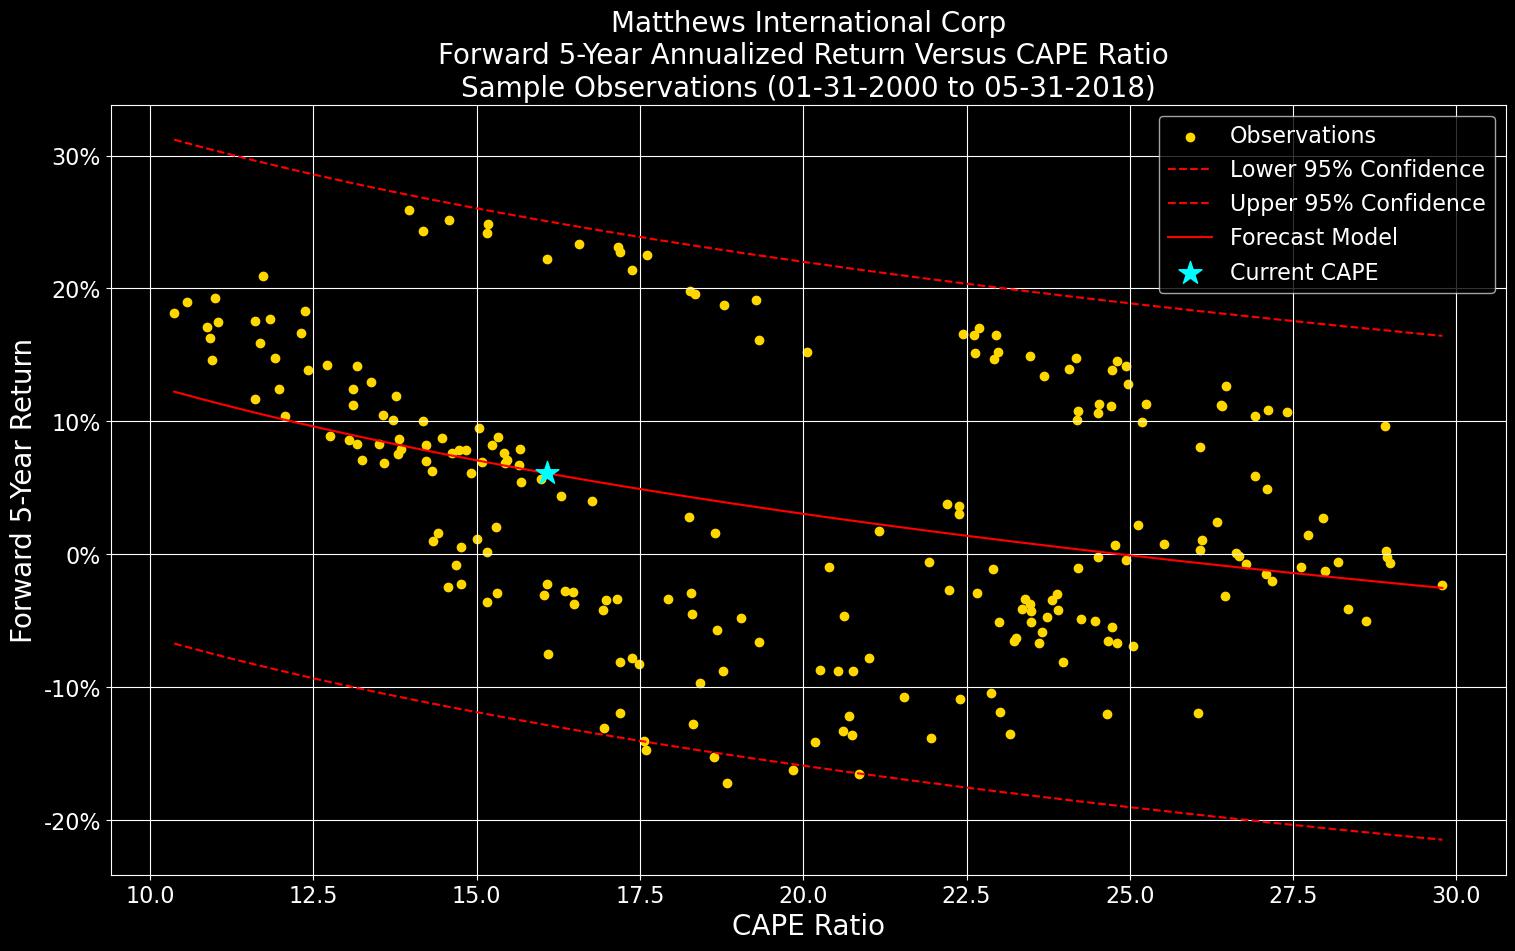 Matthews International Corp
Forward 5-Year Annualized Return Versus CAPE Ratio
Sample Observations (01-31-2000 to 05-31-2018)
Observations
Lower 95% Confidence
Upper 95% Confidence
Forecast Model
Current CAPE
Forward 5-Year Return
30%
20%
10%
0%
-10%
-20%
10.0 12.5 15.0 17.5 20.0 22.5 25.0 27.5 30.0
CAPE Ratio